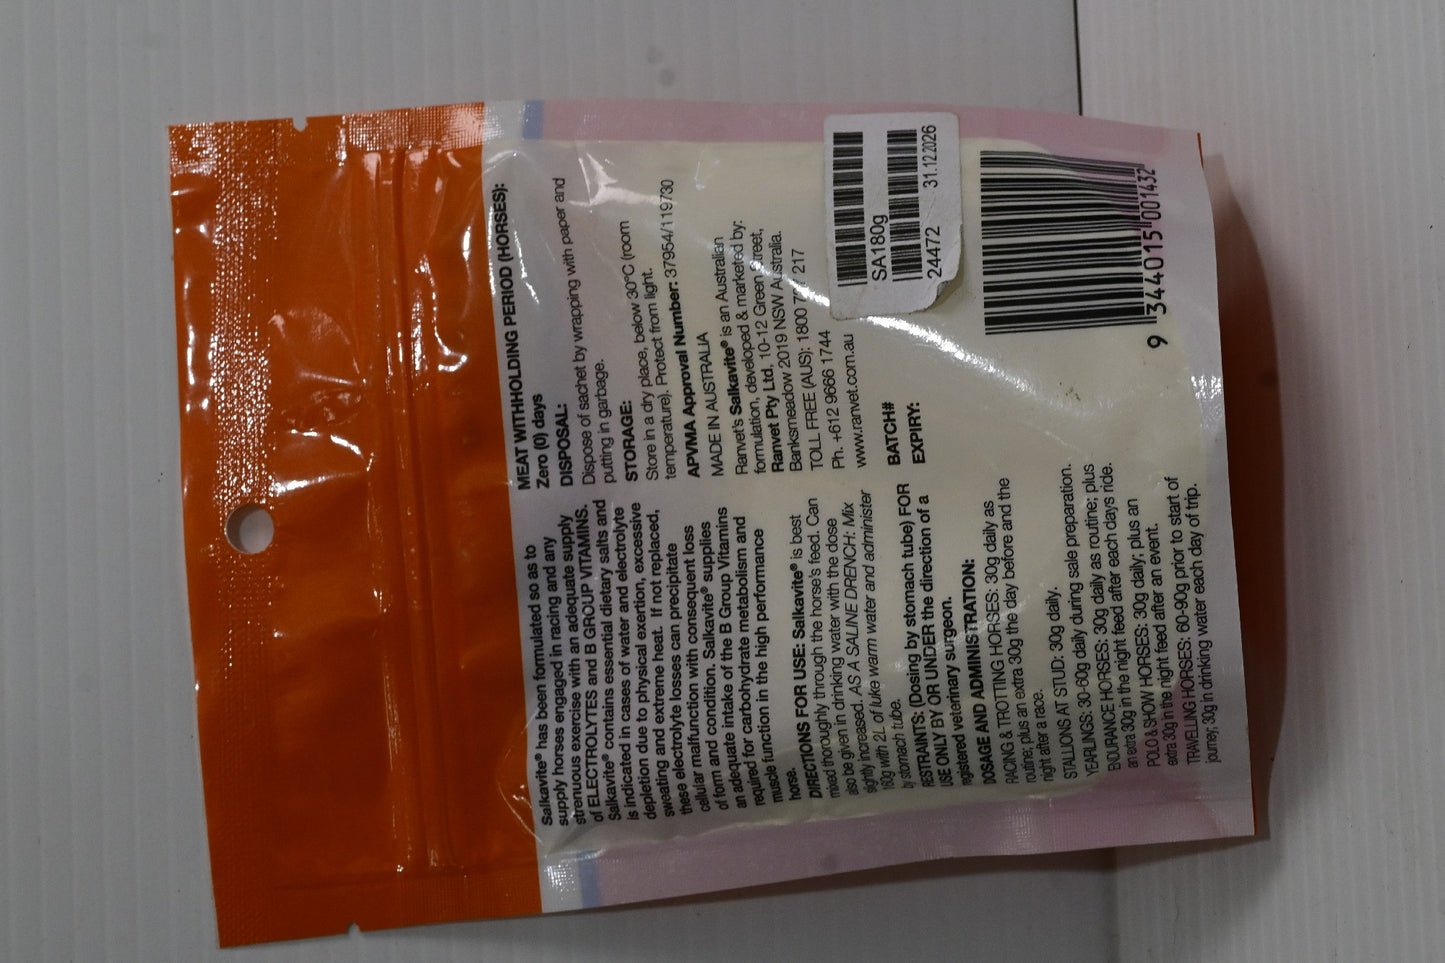 Salkavite® has been formulated so as to
supply horses engaged in racing and any
strenuous exercise with an adequate supply
of ELECTROLYTES and B GROUP VITAMINS.
Salkavite® contains essential dietary salts and
is indicated in cases of water and electrolyte
depletion due to physical exertion, excessive
sweating and extreme heat. If not replaced,
these electrolyte losses can precipitate
cellular malfunction with consequent loss
of form and condition. Salkavite® supplies
an adequate intake of the B Group Vitamins
required for carbohydrate metabolism and
muscle function in the high performance
horse.
DIRECTIONS FOR USE: Salkavite® is best
mixed thoroughly through the horse's feed. Can
also be given in drinking water with the dose
slightly increased. AS A SALINE DRENCH: Mix
180g with 2L of luke warm water and administer
by stomach tube.
RESTRAINTS: (Dosing by stomach tube) FOR
USE ONLY BY OR UNDER the direction of a
registered veterinary surgeon.
DOSAGE AND ADMINISTRATION:
RACING & TROTTING HORSES: 30g daily as
routine; plus an extra 30g the day before and the
night after a race.
STALLIONS AT STUD: 30g daily.
YEARLINGS: 30-60g daily during sale preparation.
ENDURANCE HORSES: 30g daily as routine; plus
an extra 30g in the night feed after each days ride.
POLO & SHOW HORSES: 30g daily; plus an
extra 30g in the night feed after an event.
TRAVELLING HORSES: 60-90g prior to start of
journey; 30g in drinking water each day of trip.
MEAT WITHHOLDING PERIOD (HORSES):
Zero (0) days
DISPOSAL:
Dispose of sachet by wrapping with paper and
putting in garbage.
STORAGE:
Store in a dry place, below 30°C (room
temperature). Protect from light.
APVMA Approval Number: 37954/119730
MADE IN AUSTRALIA
Ranvet's Salkavite® is an Australian
formulation, developed & marketed by:
Ranvet Pty Ltd, 10-12 Green Street,
Banksmeadow 2019 NSW Australia.
TOLL FREE (AUS): 1800 217
Ph. +612 9666 1744
www.ranvet.com.au
BATCH#
EXPIRY:
SA180g
24472 31.12.2026
9 344015 001432